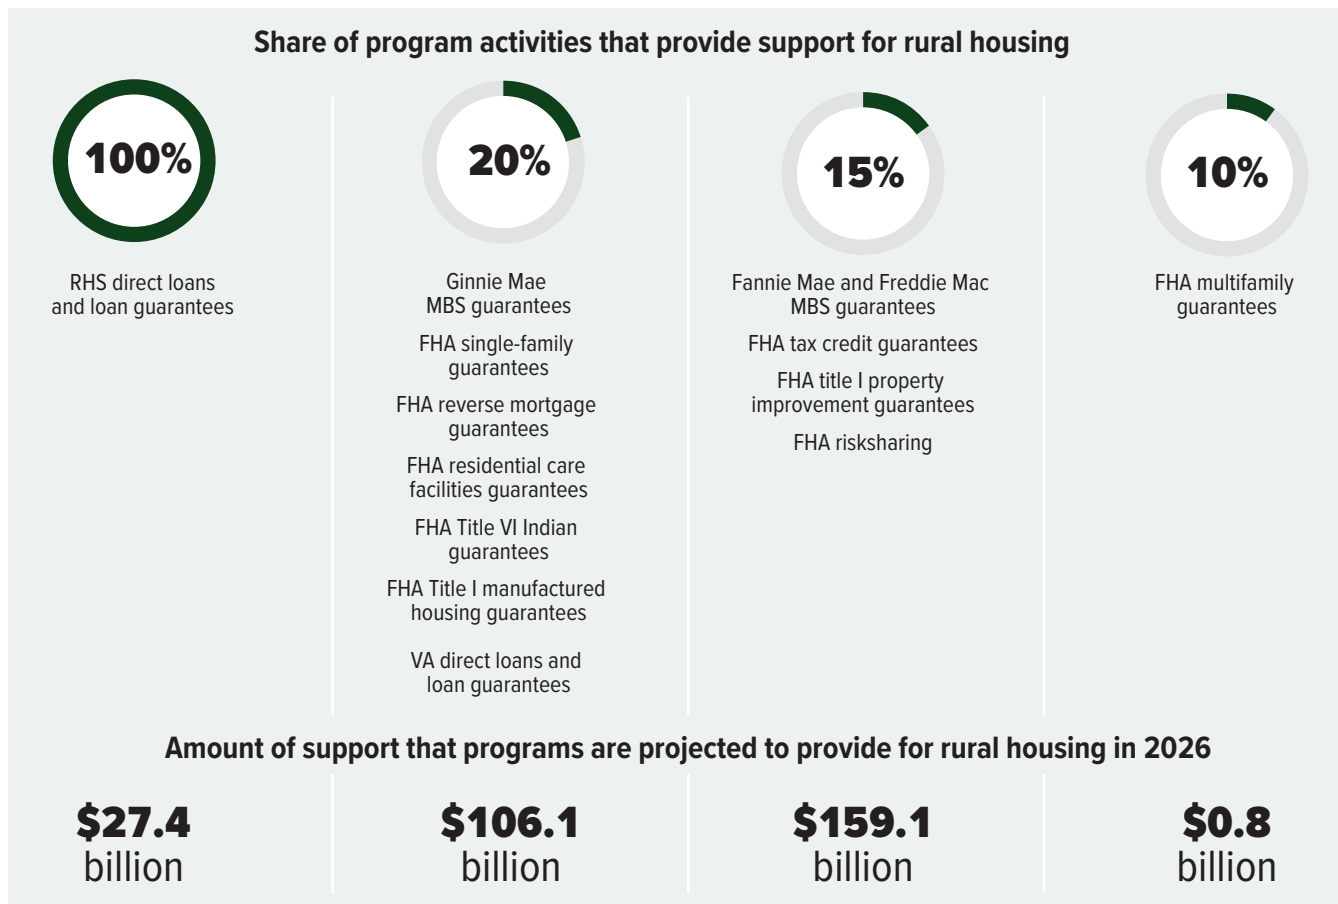 Share of program activities that provide support for rural housing
100%
RHS direct loans
and loan guarantees
20%
Ginnie Mae
MBS guarantees
FHA single-family
guarantees
FHA reverse mortgage
guarantees
FHA residential care
facilities guarantees
FHA Title VI Indian
guarantees
FHA Title I manufactured
housing guarantees
VA direct loans and
loan guarantees
15%
Fannie Mae and Freddie Mac
MBS guarantees
FHA tax credit guarantees
FHA title I property
improvement guarantees
FHA risksharing
10%
FHA multifamily
guarantees
Amount of support that programs are projected to provide for rural housing in 2026
$27.4
billion
$106.1
billion
$159.1
billion
$0.8
billion